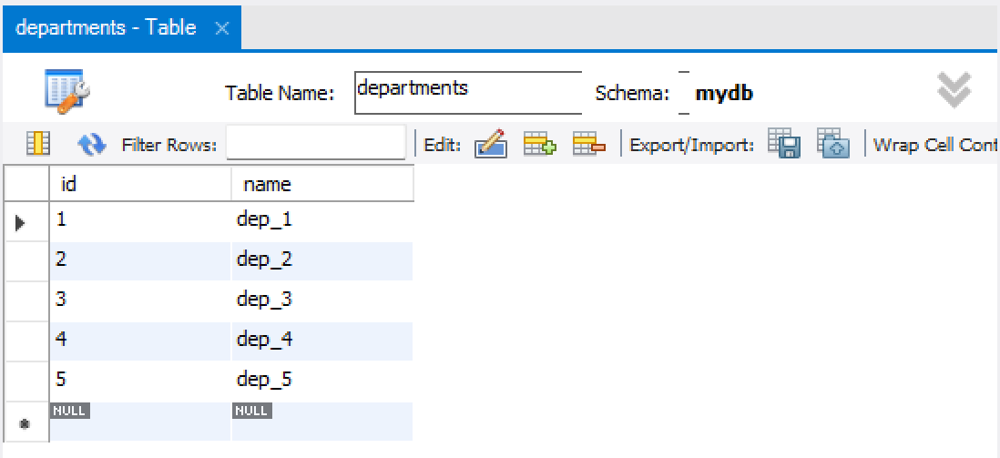 departments - Table ×
Table Name: departments Schema: mydb
Filter Rows: Edit: Export/Import: Wrap Cell Cont
id name
1 dep_1
2 dep_2
3 dep_3
4 dep_4
5 dep_5
NULL NULL